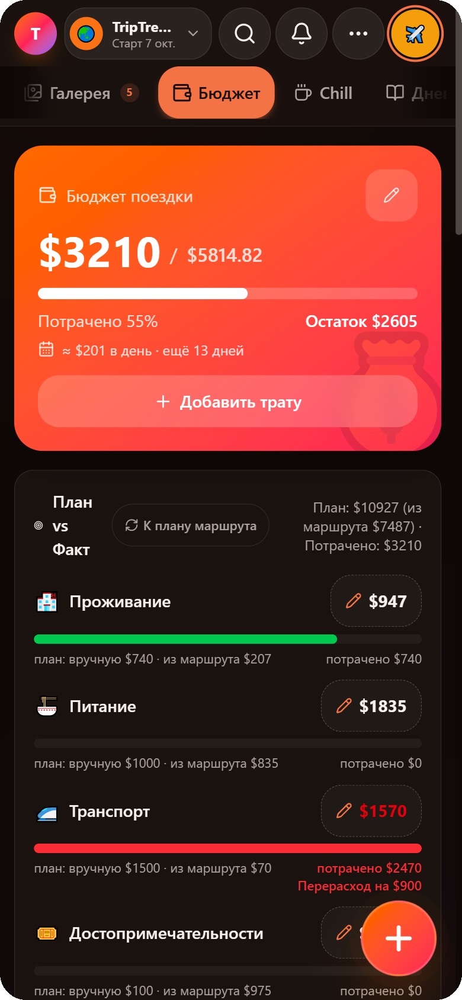 T
TripTre...
Старт 7 окт.
Галерея 5
Бюджет
Chill
Днев
Бюджет поездки
$3210 / $5814.82
Потрачено 55%
Остаток $2605
≈ $201 в день · ещё 13 дней
+ Добавить трату
План
vs
Факт
К плану маршрута
План: $10927 (из
маршрута $7487) ·
Потрачено: $3210
Проживание
$947
план: вручную $740 · из маршрута $207
потрачено $740
Питание
$1835
план: вручную $1000 · из маршрута $835
потрачено $0
Транспорт
$1570
план: вручную $1500 · из маршрута $70
потрачено $2470
Перерасход на $900
Достопримечательности
план: вручную $100 · из маршрута $975
потрачено $0